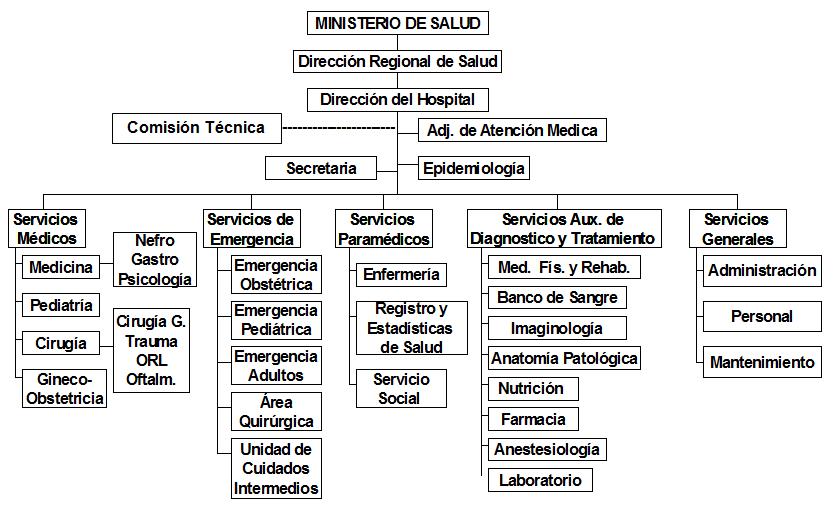 MINISTERIO DE SALUD
Dirección Regional de Salud
Dirección del Hospital
Comisión Técnica
Adj. de Atención Medica
Secretaria
Epidemiología
Servicios
Médicos
Medicina
Nefro
Gastro
Psicología
Pediatría
Cirugía
Cirugía G.
Trauma
ORL
Oftalm.
Gineco-
Obstetricia
Servicios de
Emergencia
Emergencia
Obstétrica
Emergencia
Pediátrica
Emergencia
Adultos
Área
Quirúrgica
Unidad de
Cuidados
Intermedios
Servicios
Paramédicos
Enfermería
Registro y
Estadísticas
de Salud
Servicio
Social
Servicios Aux. de
Diagnostico y Tratamiento
Med. Fís. y Rehab.
Banco de Sangre
Imaginología
Anatomía Patológica
Nutrición
Farmacia
Anestesiología
Laboratorio
Servicios
Generales
Administración
Personal
Mantenimiento